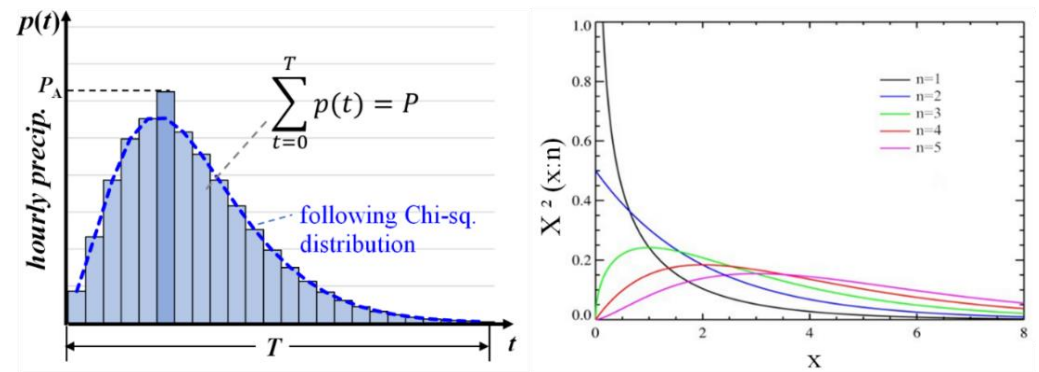 p(t)
P_A
hourly precip.
T
∑ p(t) = P
t=0
following Chi-sq.
distribution
T
t
1.0
0.8
0.6
0.4
0.2
0.0
X ² (x:n)
n=1
n=2
n=3
n=4
n=5
0
2
4
6
8
X